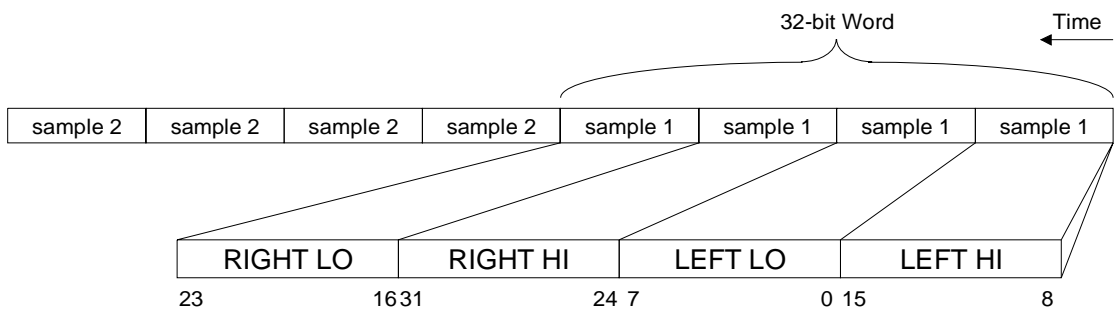 32-bit Word
Time
sample 2 sample 2 sample 2 sample 2 sample 1 sample 1 sample 1 sample 1
RIGHT LO RIGHT HI LEFT LO LEFT HI
23 16 31 24 7 0 15 8